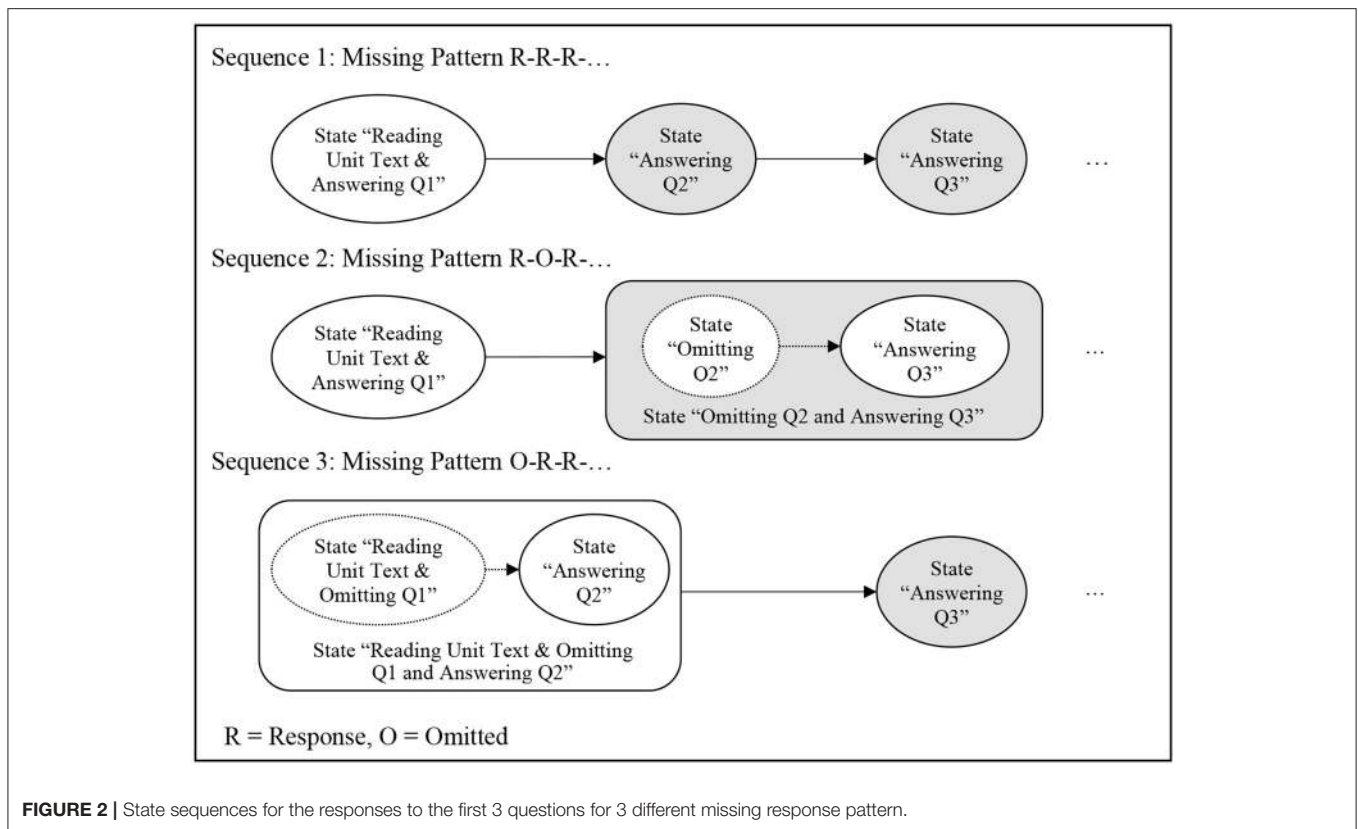 Sequence 1: Missing Pattern R-R-R-…
State “Reading
Unit Text &
Answering Q1”
State
“Answering
Q2”
State
“Answering
Q3”
…
Sequence 2: Missing Pattern R-O-R-…
State “Reading
Unit Text &
Answering Q1”
State
“Omitting
Q2”
State
“Answering
Q3”
…
State “Omitting Q2 and Answering Q3”
Sequence 3: Missing Pattern O-R-R-…
State “Reading
Unit Text &
Omitting Q1”
State
“Answering
Q2”
State “Reading Unit Text & Omitting
Q1 and Answering Q2”
State
“Answering
Q3”
…
R = Response, O = Omitted
FIGURE 2 | State sequences for the responses to the first 3 questions for 3 different missing response pattern.